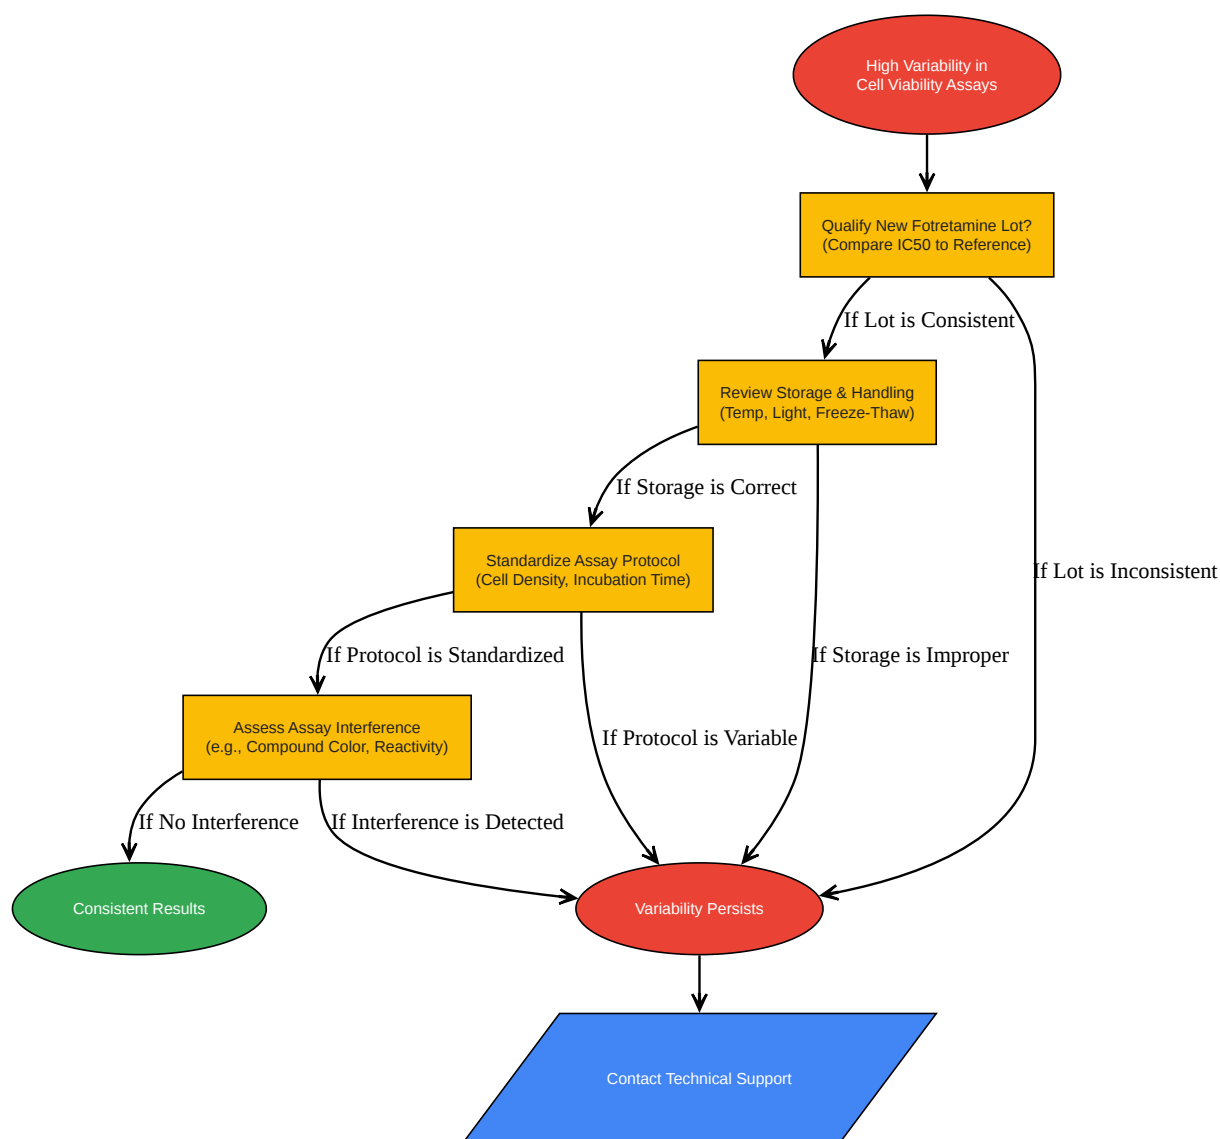 High Variability in
Cell Viability Assays
Qualify New Fotretamine Lot?
(Compare IC50 to Reference)
If Lot is Consistent
Review Storage & Handling
(Temp, Light, Freeze-Thaw)
If Storage is Correct
Standardize Assay Protocol
(Cell Density, Incubation Time)
If Lot is Inconsistent
If Protocol is Standardized
If Storage is Improper
Assess Assay Interference
(e.g., Compound Color, Reactivity)
If Protocol is Variable
If No Interference
If Interference is Detected
Consistent Results
Variability Persists
Contact Technical Support